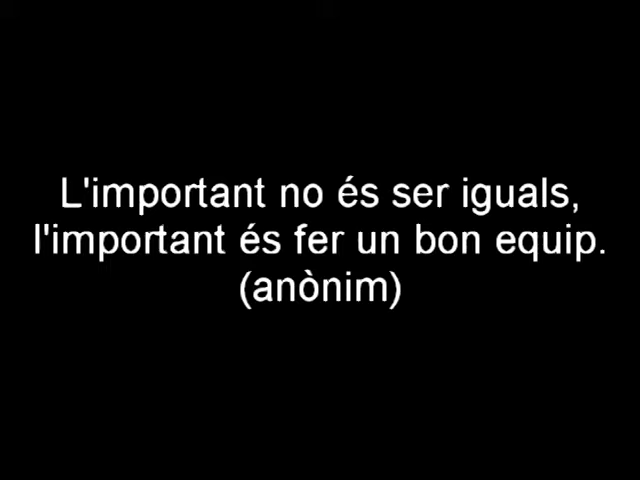 L'important no és ser iguals,
l'important és fer un bon equip.
(anònim)